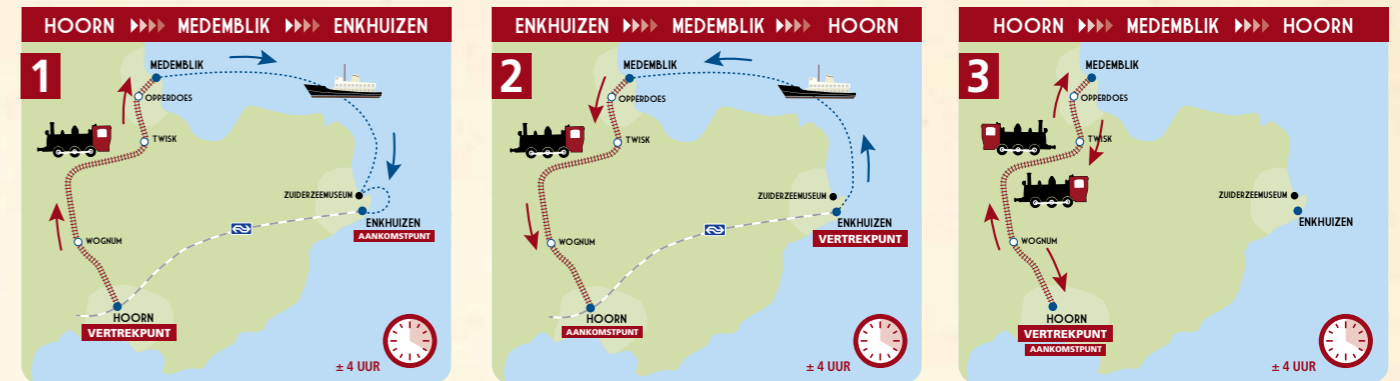 HOORN MEDEMBLIK ENKHUIZEN
1
MEDEMBLIK
OPPERDOES
TWISK
ZUIDERZEEMUSEUM
ENKHUIZEN
AANKOMSTPUNT
WOGNUM
HOORN
VERTREKPUNT
± 4 UUR
ENKHUIZEN MEDEMBLIK HOORN
2
MEDEMBLIK
OPPERDOES
TWISK
ZUIDERZEEMUSEUM
ENKHUIZEN
VERTREKPUNT
WOGNUM
HOORN
AANKOMSTPUNT
± 4 UUR
HOORN MEDEMBLIK HOORN
3
MEDEMBLIK
OPPERDOES
TWISK
ZUIDERZEEMUSEUM
ENKHUIZEN
WOGNUM
HOORN
VERTREKPUNT
AANKOMSTPUNT
± 4 UUR